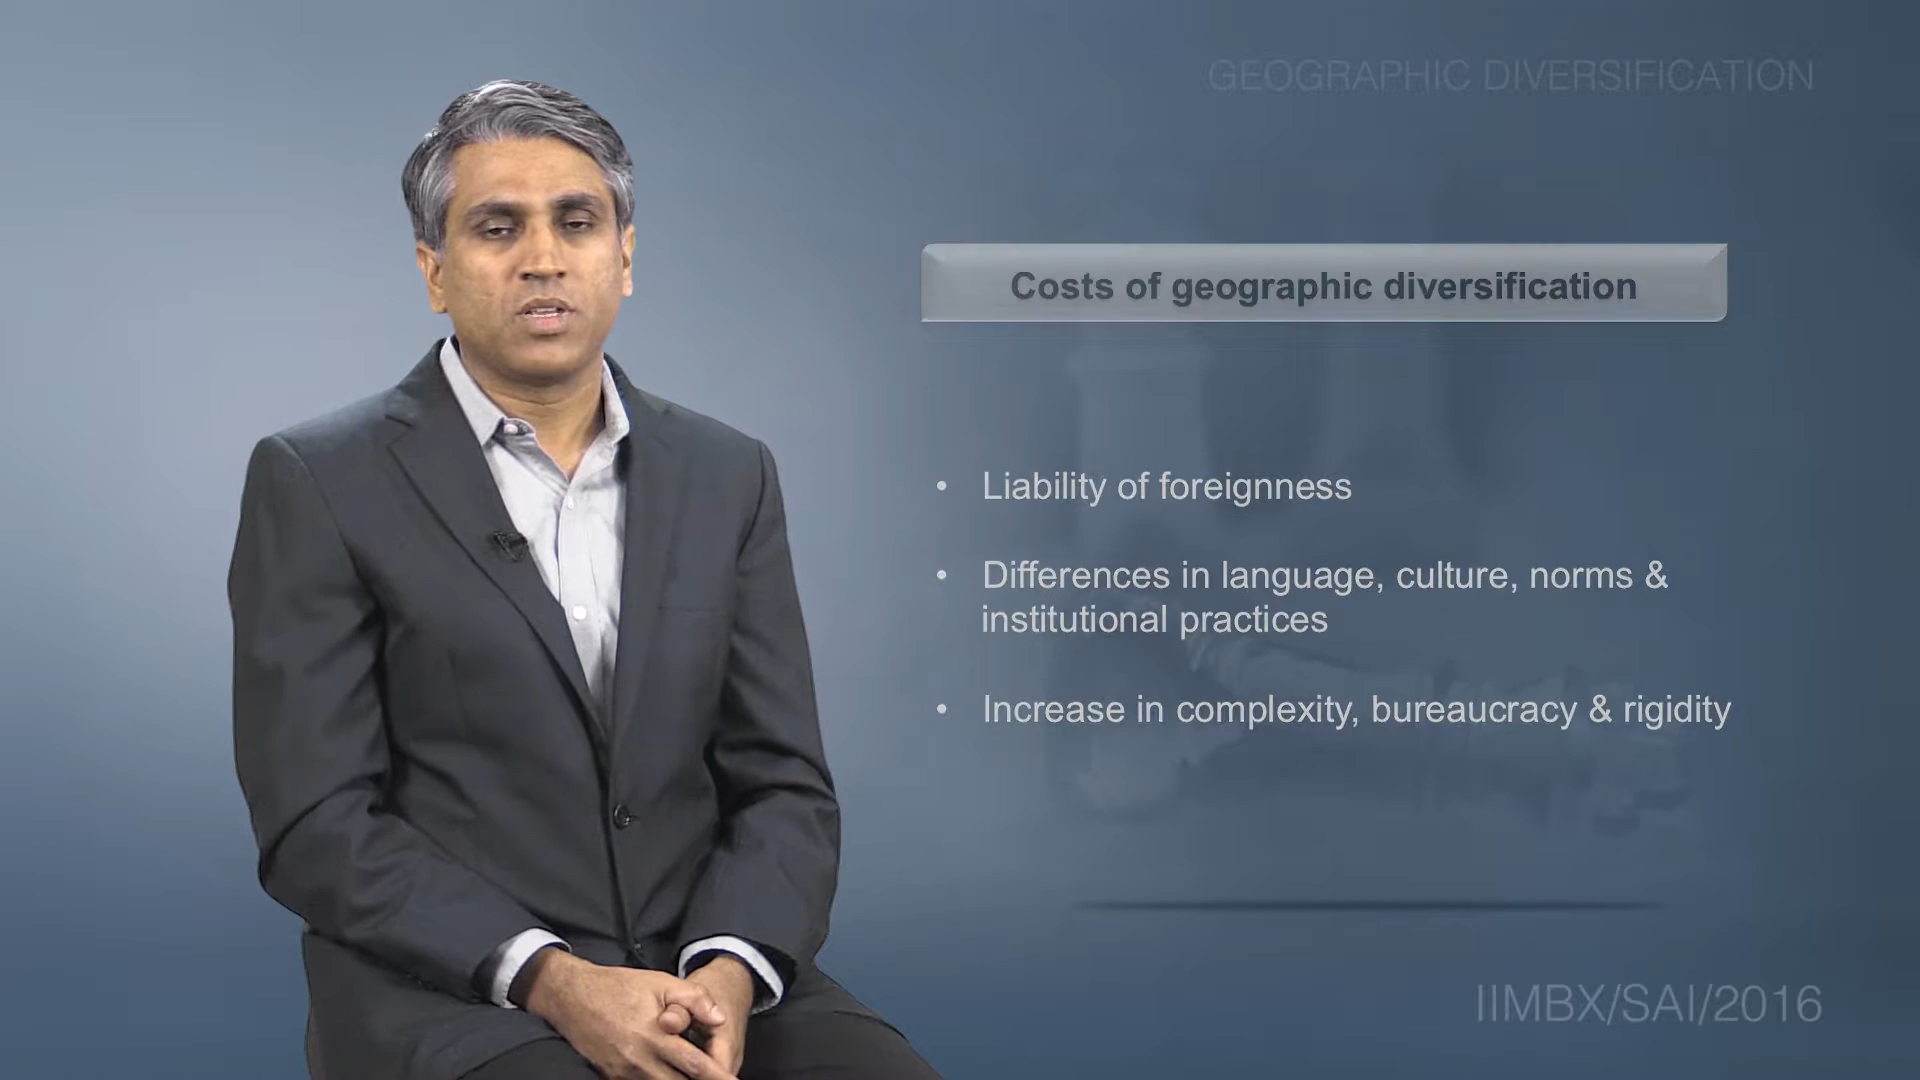 GEOGRAPHIC DIVERSIFICATION
Costs of geographic diversification
• Liability of foreignness
• Differences in language, culture, norms &
institutional practices
• Increase in complexity, bureaucracy & rigidity
IIMBX/SAI/2016